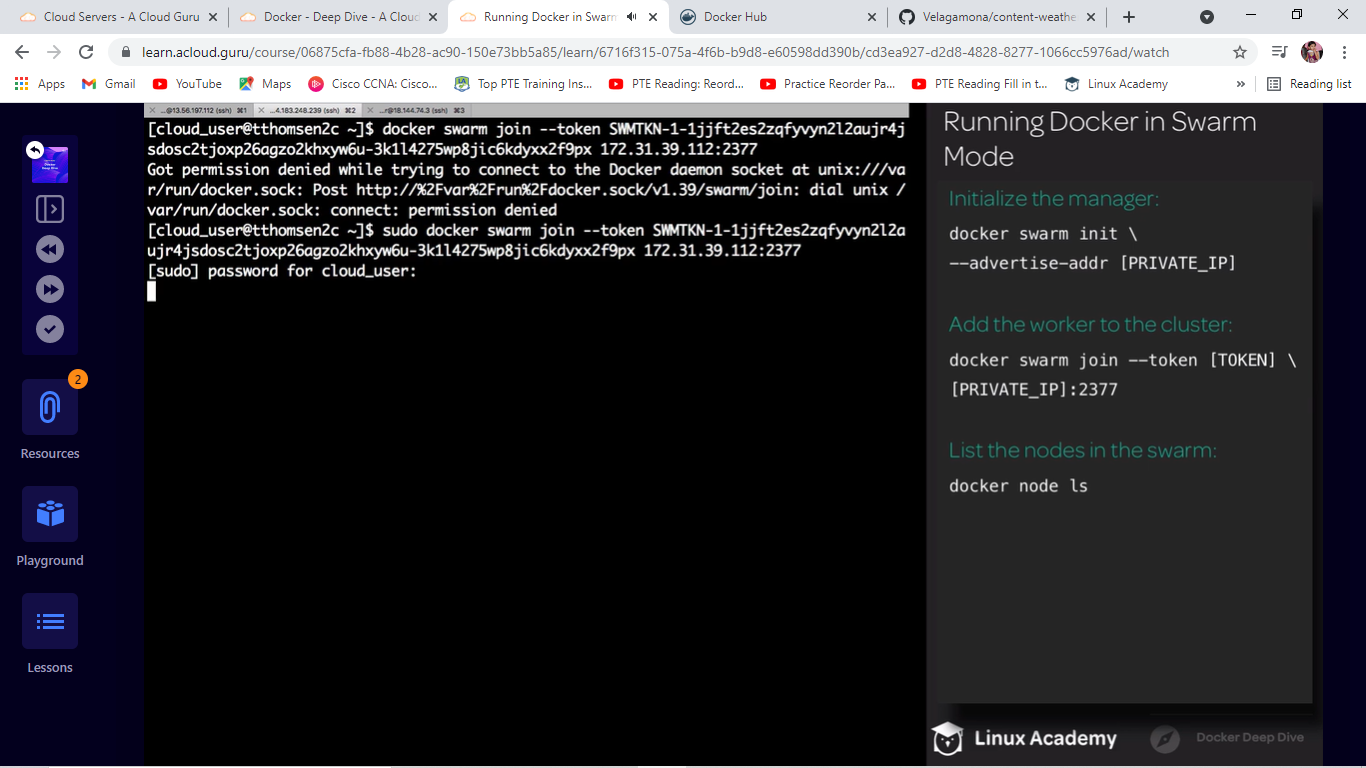 Cloud Servers - A Cloud Guru
Docker - Deep Dive - A Cloud
Running Docker in Swarm
Docker Hub
Velagamona/content-weathe
learn.acloud.guru/course/06875cfa-fb88-4b28-ac90-150e73bb5a85/learn/6716f315-075a-4f6b-b9d8-e60598dd390b/cd3ea927-d2d8-4828-8277-1066cc5976ad/watch
Apps
Gmail
YouTube
Maps
Cisco CCNA: Cisco...
Top PTE Training Ins...
PTE Reading: Reord...
Practice Reorder Pa...
PTE Reading Fill in t...
Linux Academy
»
Reading list
...@13.56.197.112 (ssh) ⌘1
...4.183.248.239 (ssh) ⌘2
...r@18.144.74.3 (ssh) ⌘3
[cloud_user@tthomsen2c ~]$ docker swarm join --token SWMTKN-1-1jjft2es2zqfyvyn2l2aujr4j
sdosc2tjoxp26agzo2khxyw6u-3k1l4275wp8jic6kdyxx2f9px 172.31.39.112:2377
Got permission denied while trying to connect to the Docker daemon socket at unix:///va
r/run/docker.sock: Post http://%2Fvar%2Frun%2Fdocker.sock/v1.39/swarm/join: dial unix /
var/run/docker.sock: connect: permission denied
[cloud_user@tthomsen2c ~]$ sudo docker swarm join --token SWMTKN-1-1jjft2es2zqfyvyn2l2a
ujr4jsdosc2tjoxp26agzo2khxyw6u-3k1l4275wp8jic6kdyxx2f9px 172.31.39.112:2377
[sudo] password for cloud_user:
Running Docker in Swarm
Mode
Initialize the manager:
docker swarm init \
--advertise-addr [PRIVATE_IP]
Add the worker to the cluster:
docker swarm join --token [TOKEN] \
[PRIVATE_IP]:2377
List the nodes in the swarm:
docker node ls
Linux Academy
Docker Deep Dive
2
Resources
Playground
Lessons